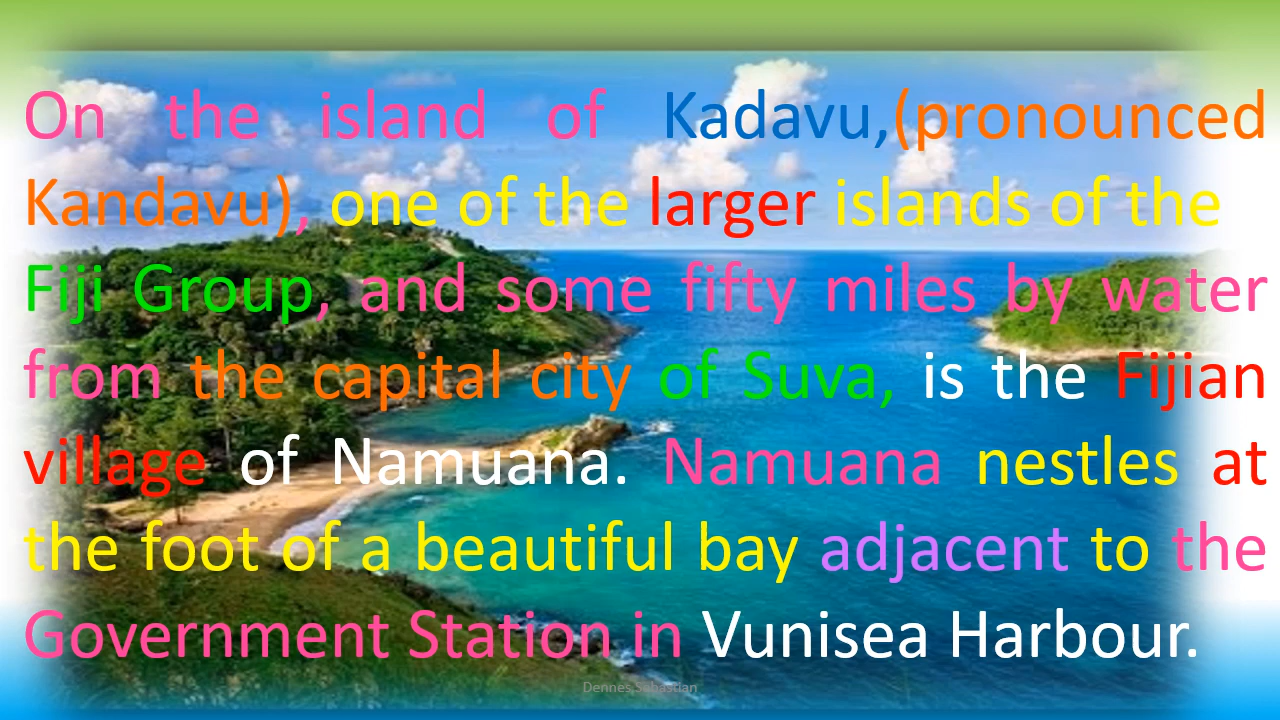 On the island of Kadavu,(pronounced
Kandavu), one of the larger islands of the
Fiji Group, and some fifty miles by water
from the capital city of Suva, is the Fijian
village of Namuana. Namuana nestles at
the foot of a beautiful bay adjacent to the
Government Station in Vunisea Harbour.
Dennes,Sebastian